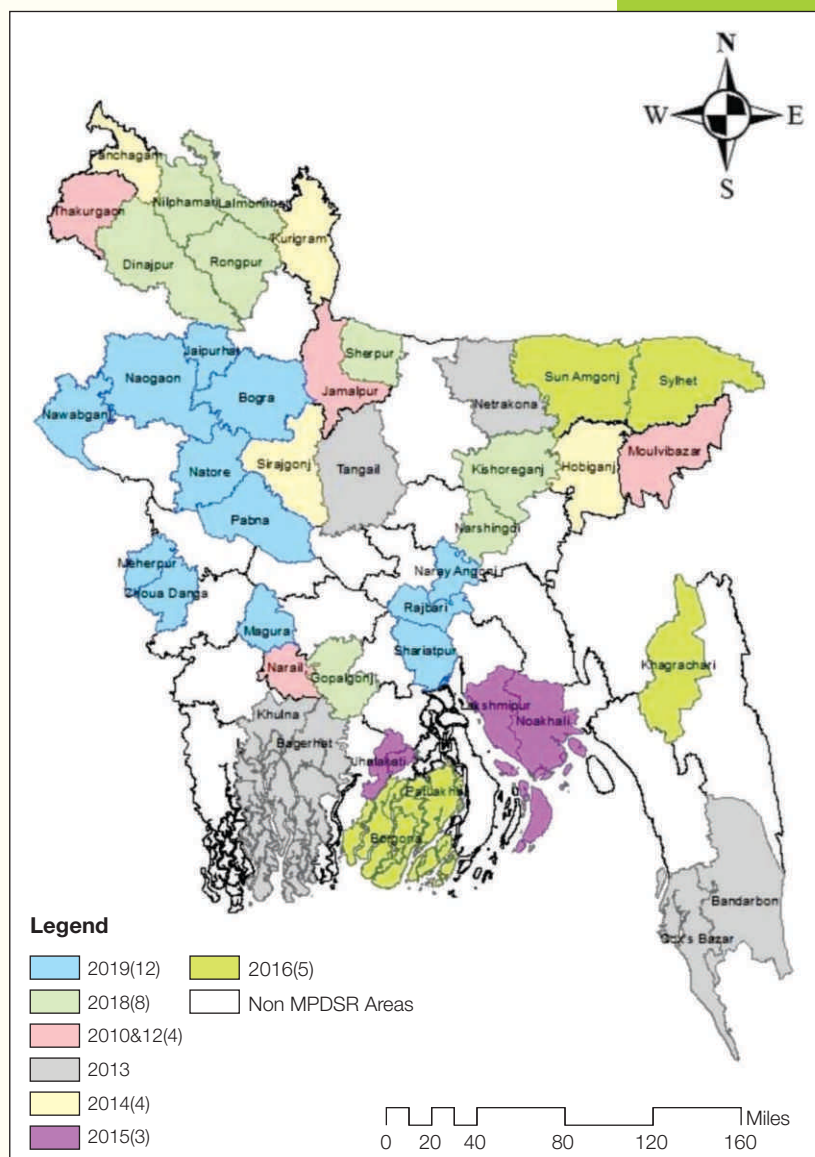 N
W E
S
Panchagarh
Thakurgaon
Nilphamari
Lalmonirhat
Kurigram
Dinajpur
Rongpur
Jaipurhat
Naogaon
Sherpur
Bogra
Jamalpur
Nawabganj
Netrakona
Sun Amgonj
Sylhet
Natore
Sirajgonj
Tangail
Kishoreganj
Hobiganj
Moulvibazar
Pabna
Narshingdi
Meherpur
Choua Danga
Naray Angonj
Rajbari
Magura
Shariatpur
Narail
Gopalgonj
Khagrachari
Khulna
Lakshmipur
Noakhali
Bagerhat
Jhalakati
Patuakhali
Borgona
Bandarbon
Cox's Bazar
Legend
2019(12)
2016(5)
2018(8)
Non MPDSR Areas
2010&12(4)
2013
2014(4)
2015(3)
Miles
0 20 40 80 120 160